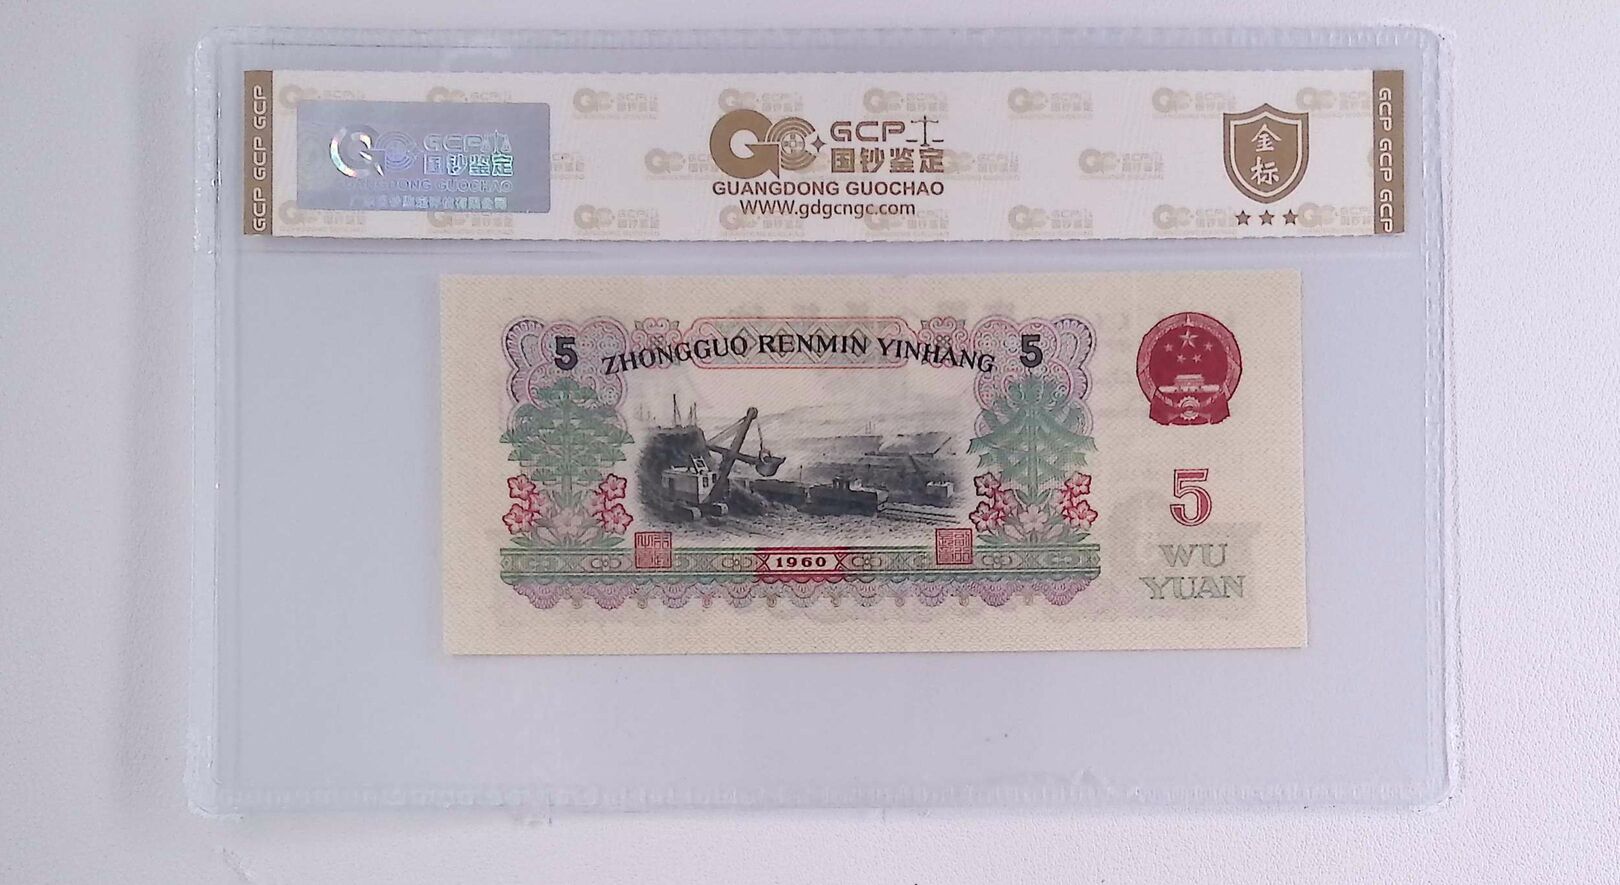 GCP GCP GCP
GCP
国钞鉴定
GUANGDONG GUOCHAO
GCP
国钞鉴定
GUANGDONG GUOCHAO
WWW.gdgcngc.com
金标
GCP GCP GCP
5 ZHONGGUO RENMIN YINHANG 5
5
WU
YUAN
1960